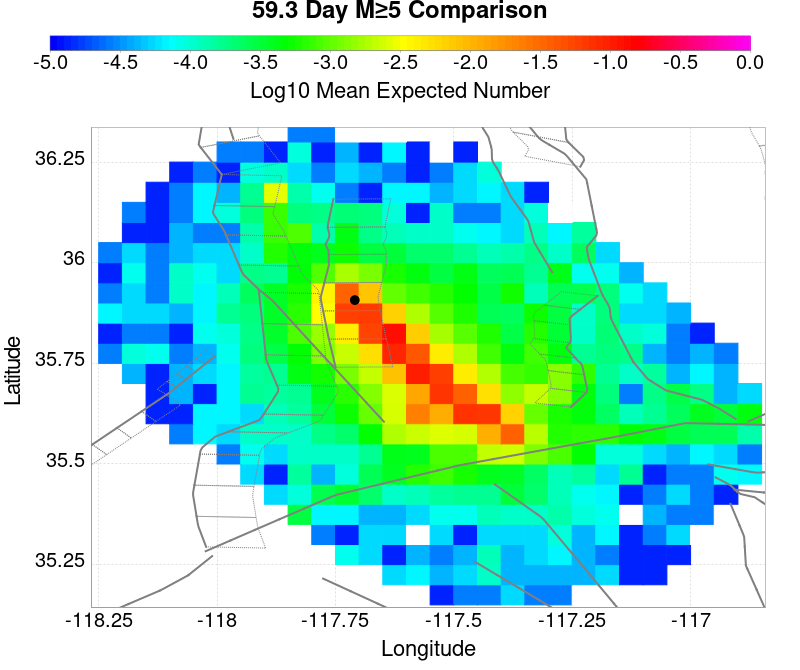 59.3 Day M≥5 Comparison
-5.0 -4.5 -4.0 -3.5 -3.0 -2.5 -2.0 -1.5 -1.0 -0.5 0.0
Log10 Mean Expected Number
36.25
36
35.75
35.5
35.25
Latitude
-118.25 -118 -117.75 -117.5 -117.25 -117
Longitude